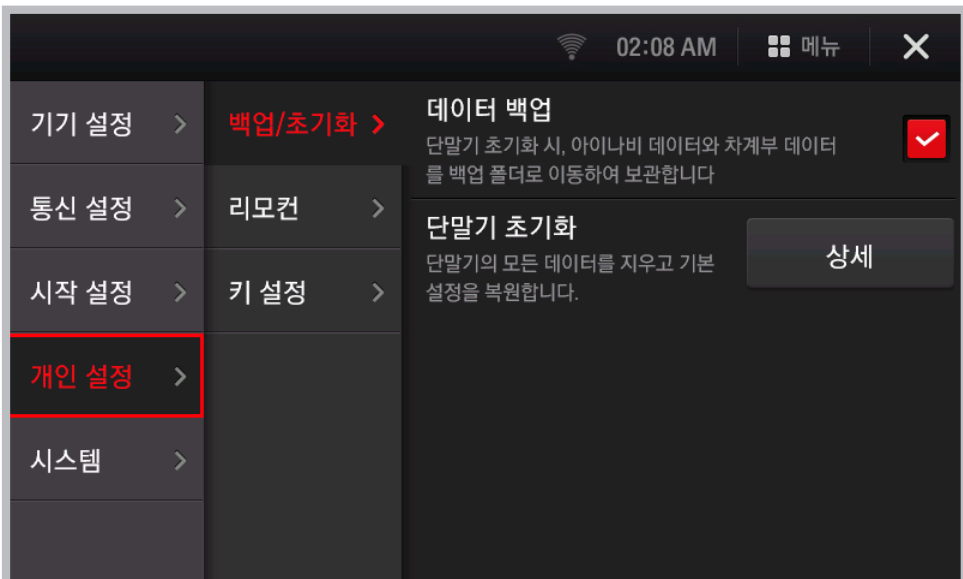 02:08 AM 메뉴
기기 설정
통신 설정
시작 설정
개인 설정
시스템
백업/초기화
리모컨
키 설정
데이터 백업
단말기 초기화 시, 아이나비 데이터와 차계부 데이터
를 백업 폴더로 이동하여 보관합니다
단말기 초기화
단말기의 모든 데이터를 지우고 기본
설정을 복원합니다.
상세